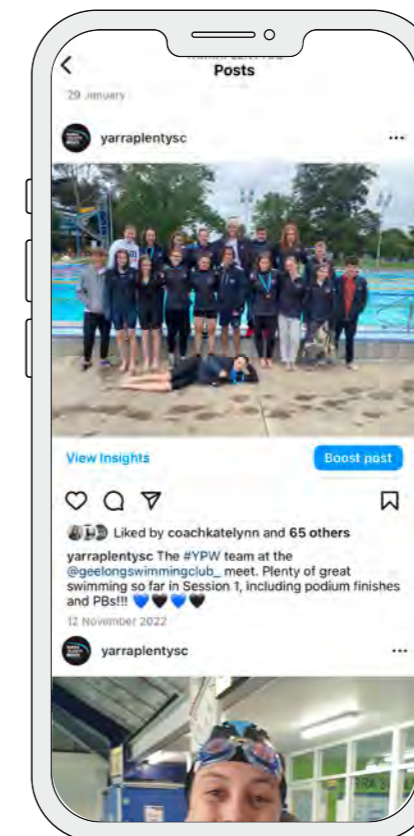 Posts
29 January
yarraplentysc
View Insights
Boost post
Liked by coachkatelynn and 65 others
yarraplentysc The #YPW team at the
@geelongswimmingclub_ meet. Plenty of great
swimming so far in Session 1, including podium finishes
and PBs!!! 💙🖤💙🖤
12 November 2022
yarraplentysc